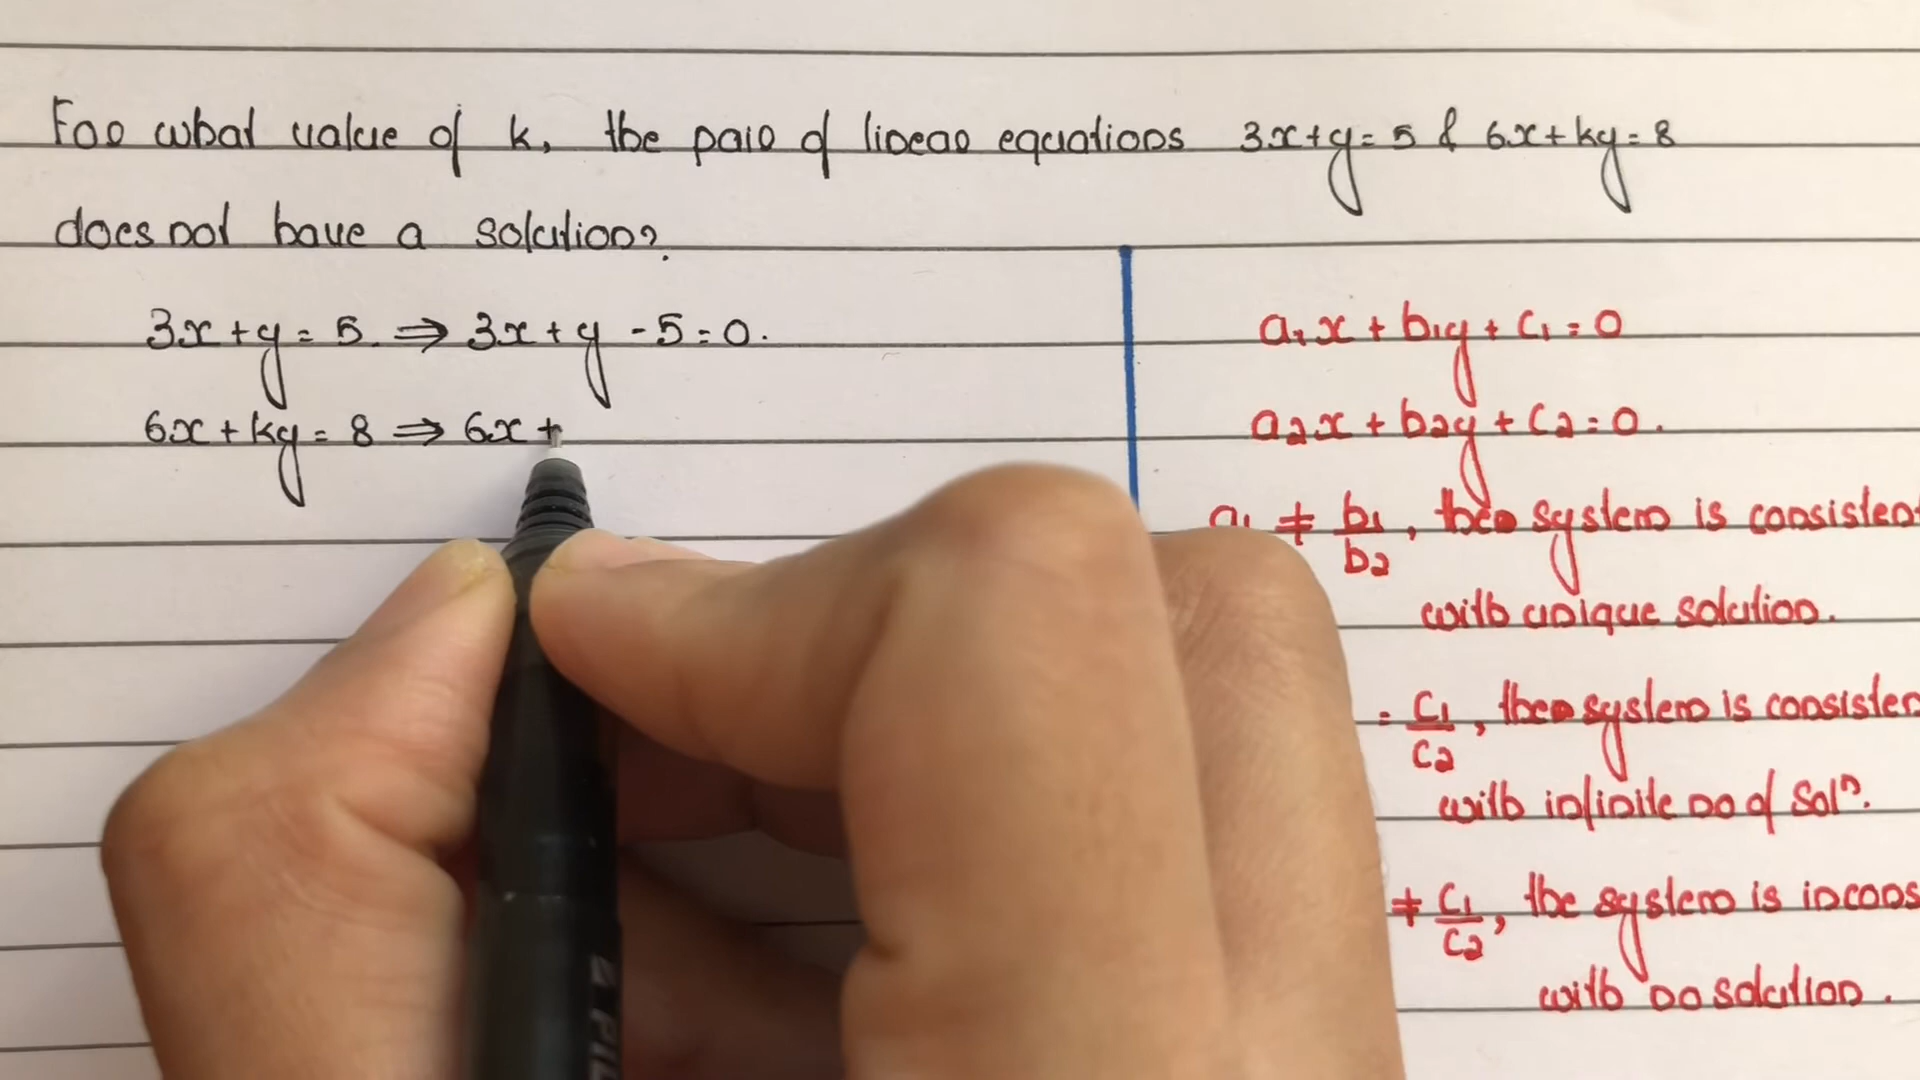 For what value of k, the pair of linear equations 3x+y=5 & 6x+ky=8
does not have a solution?
3x+y=5. ⇒ 3x+y-5=0.
6x+ky=8 ⇒ 6x+
a₁x+b₁y+c₁=0
a₂x+b₂y+c₂=0.
a₁ ≠ b₁/b₂, then system is consistent
with unique solution.
= c₁/c₂, then system is consisten
with infinite no of Solⁿ.
≠ c₁/c₂, the system is incons
with no solution.